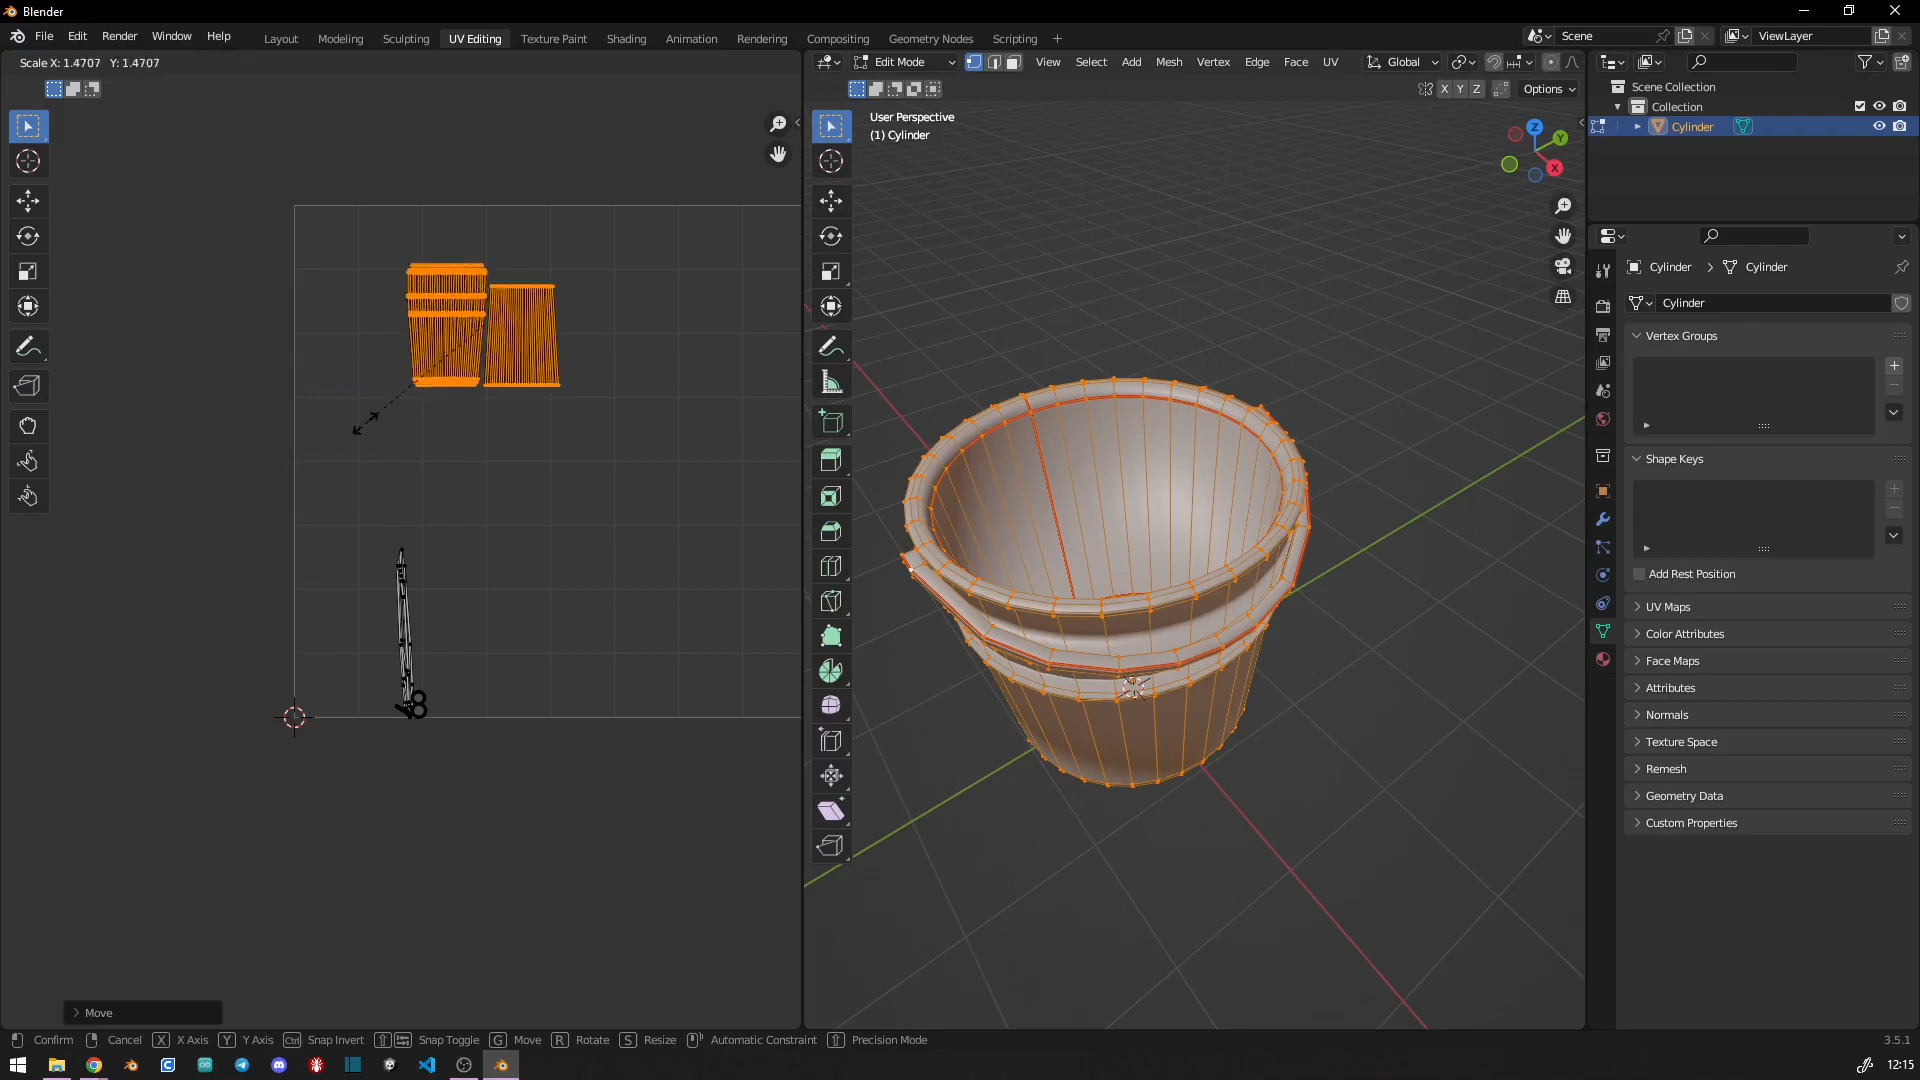 Blender
File Edit Render Window Help
Layout Modeling Sculpting UV Editing Texture Paint Shading Animation Rendering Compositing Geometry Nodes Scripting +
Scene
ViewLayer
Scale X: 1.4707 Y: 1.4707
Edit Mode
View Select Add Mesh Vertex Edge Face UV
Global
X Y Z
Options
User Perspective
(1) Cylinder
Z
Y
X
Scene Collection
Collection
Cylinder
Cylinder > Cylinder
Cylinder
Vertex Groups
Shape Keys
Add Rest Position
UV Maps
Color Attributes
Face Maps
Attributes
Normals
Texture Space
Remesh
Geometry Data
Custom Properties
> Move
Confirm Cancel X X Axis Y Y Axis Ctrl Snap Invert Snap Toggle G Move R Rotate S Resize Automatic Constraint Precision Mode
3.5.1
12:15